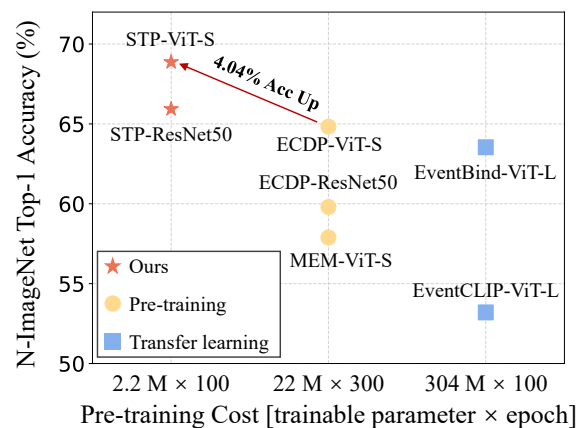 70
65
60
55
50
N-ImageNet Top-1 Accuracy (%)
STP-ViT-S
4.04% Acc Up
STP-ResNet50
ECDP-ViT-S
EventBind-ViT-L
ECDP-ResNet50
MEM-ViT-S
EventCLIP-ViT-L
Ours
Pre-training
Transfer learning
2.2 M × 100
22 M × 300
304 M × 100
Pre-training Cost [trainable parameter × epoch]